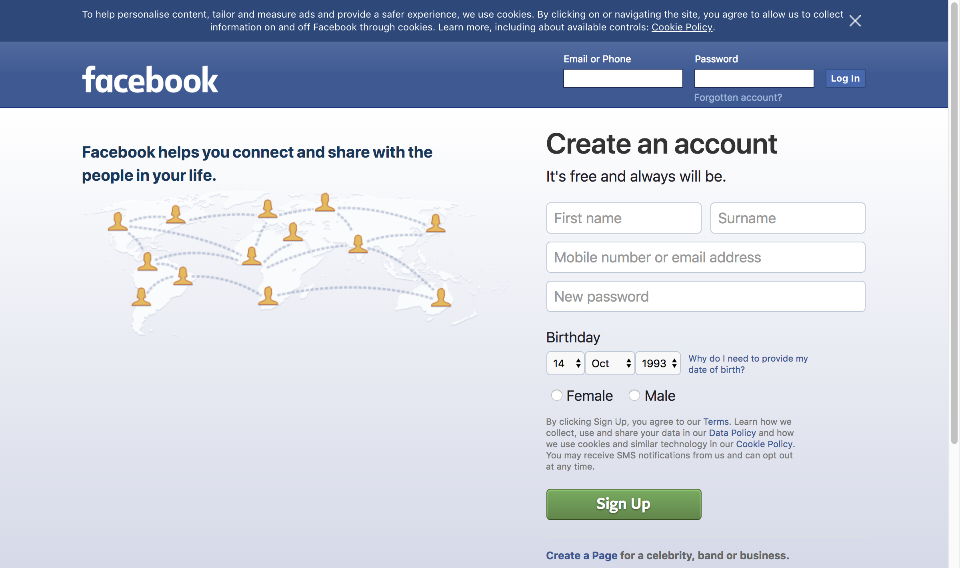 To help personalise content, tailor and measure ads and provide a safer experience, we use cookies. By clicking on or navigating the site, you agree to allow us to collect
information on and off Facebook through cookies. Learn more, including about available controls: Cookie Policy.
facebook
Email or Phone
Password
Log In
Forgotten account?
Facebook helps you connect and share with the
people in your life.
Create an account
It's free and always will be.
First name
Surname
Mobile number or email address
New password
Birthday
14 Oct 1993
Why do I need to provide my
date of birth?
Female Male
By clicking Sign Up, you agree to our Terms. Learn how we
collect, use and share your data in our Data Policy and how
we use cookies and similar technology in our Cookie Policy.
You may receive SMS notifications from us and can opt out
at any time.
Sign Up
Create a Page for a celebrity, band or business.